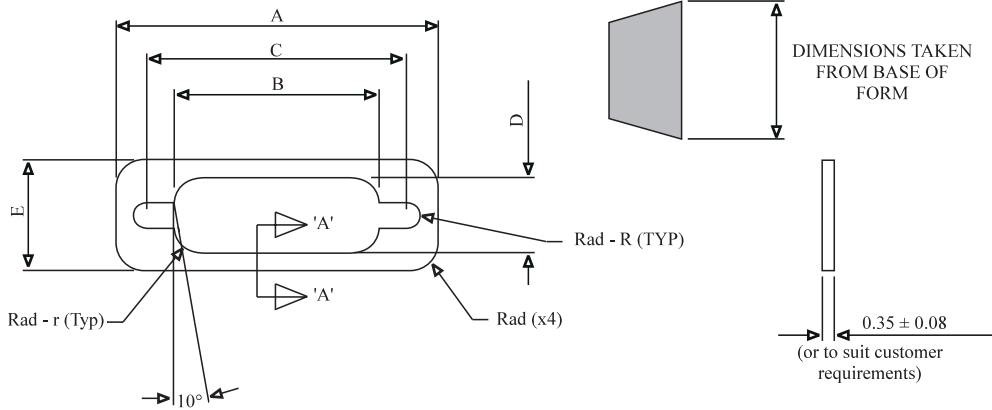 A
C
B
D
E
DIMENSIONS TAKEN
FROM BASE OF
FORM
'A'
'A'
Rad - R (TYP)
Rad - r (Typ)
Rad (x4)
10°
0.35 ± 0.08
(or to suit customer
requirements)